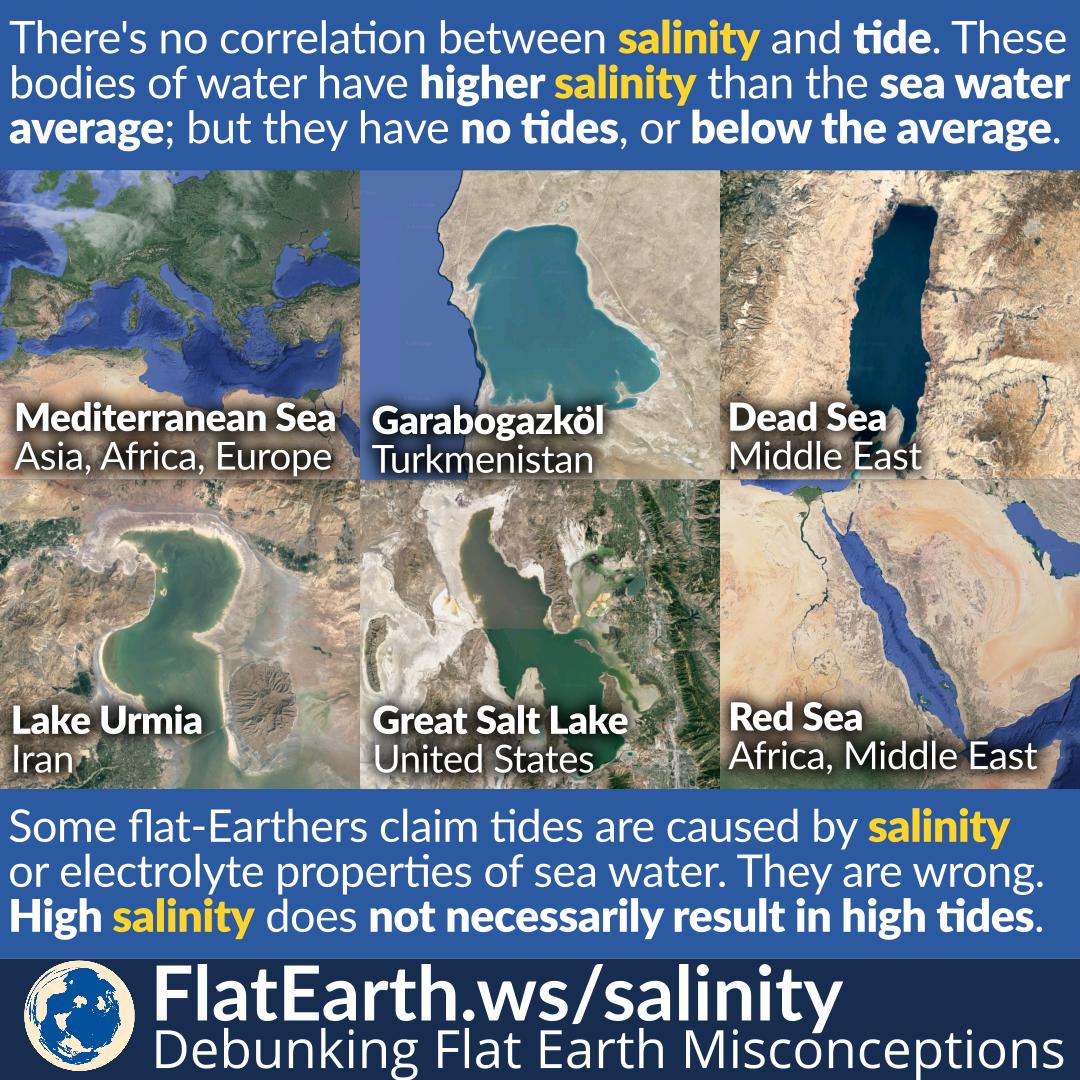 There's no correlation between salinity and tide. These
bodies of water have higher salinity than the sea water
average; but they have no tides, or below the average.
Mediterranean Sea
Asia, Africa, Europe
Garabogazköl
Turkmenistan
Dead Sea
Middle East
Lake Urmia
Iran
Great Salt Lake
United States
Red Sea
Africa, Middle East
Some flat-Earthers claim tides are caused by salinity
or electrolyte properties of sea water. They are wrong.
High salinity does not necessarily result in high tides.
FlatEarth.ws/salinity
Debunking Flat Earth Misconceptions